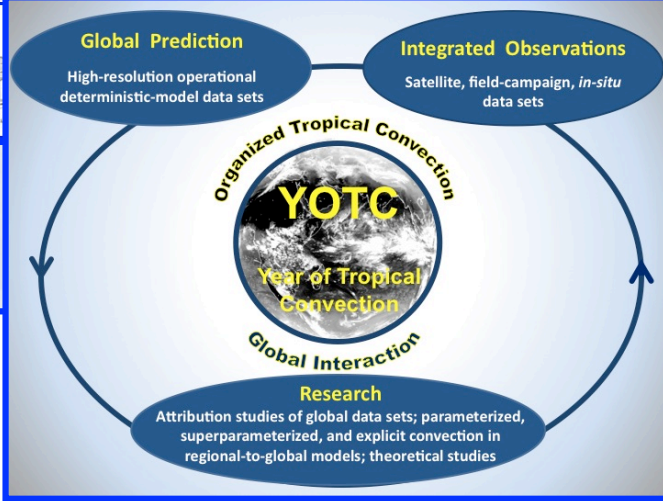 Global Prediction
High-resolution operational
deterministic-model data sets
Integrated Observations
Satellite, field-campaign, in-situ
data sets
Organized Tropical Convection
YOTC
Year of Tropical
Convection
Global Interaction
Research
Attribution studies of global data sets; parameterized,
superparameterized, and explicit convection in
regional-to-global models; theoretical studies